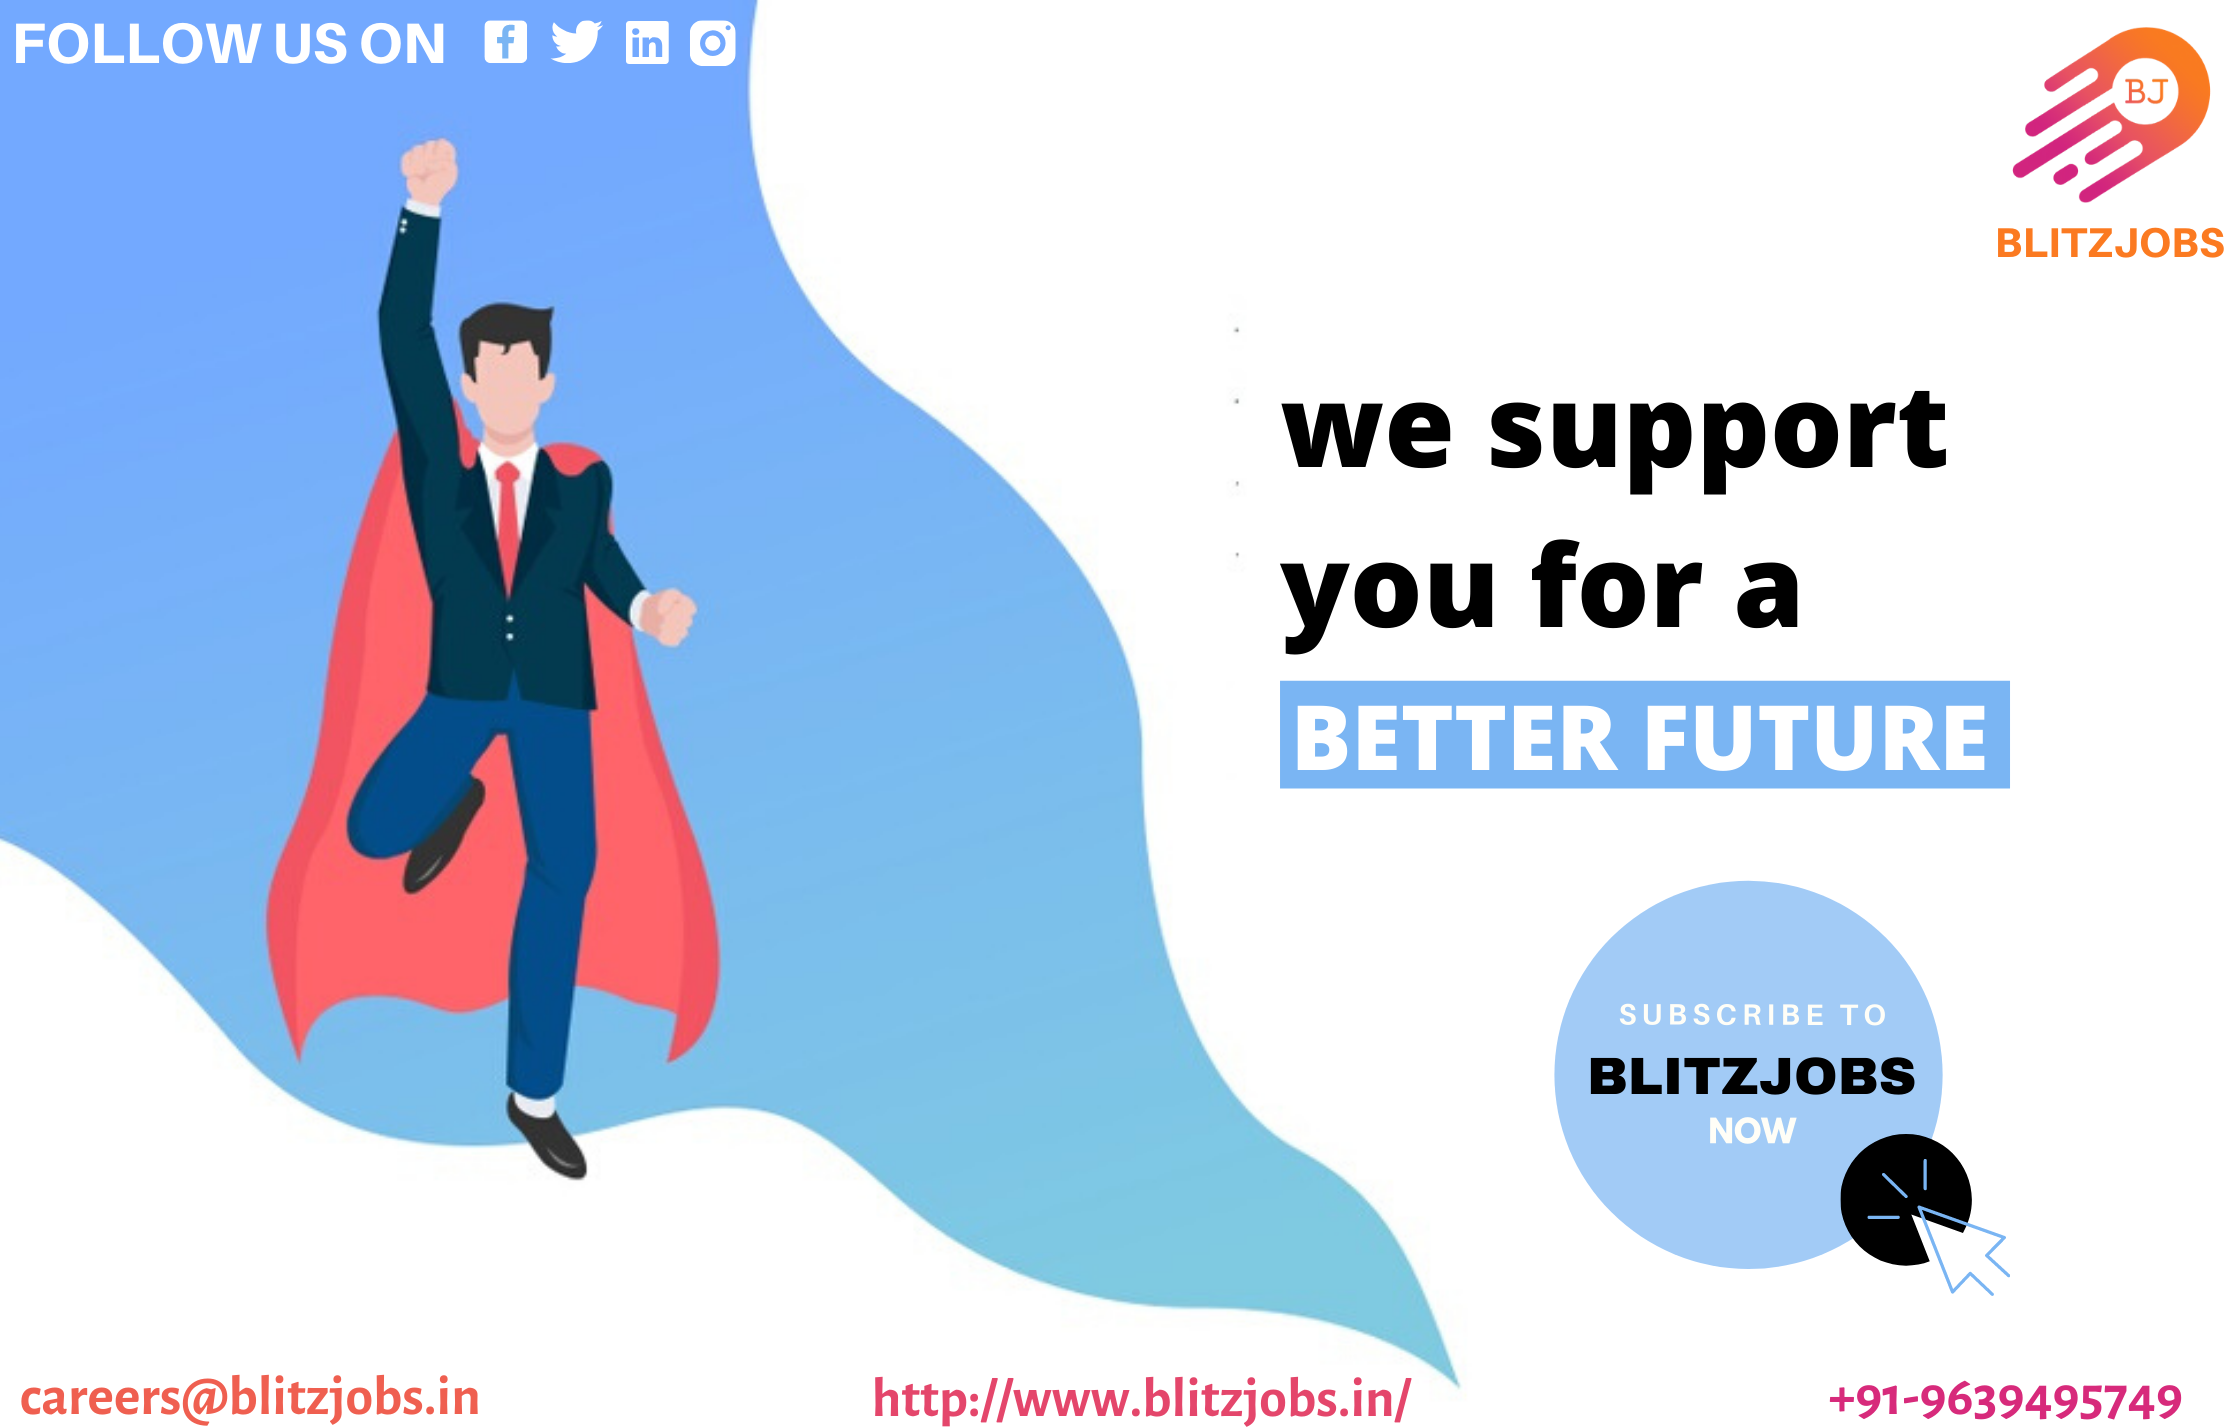 FOLLOW US ON
BJ
BLITZJOBS
we support
you for a
BETTER FUTURE
SUBSCRIBE TO
BLITZJOBS
NOW
careers@blitzjobs.in
http://www.blitzjobs.in/
+91-9639495749